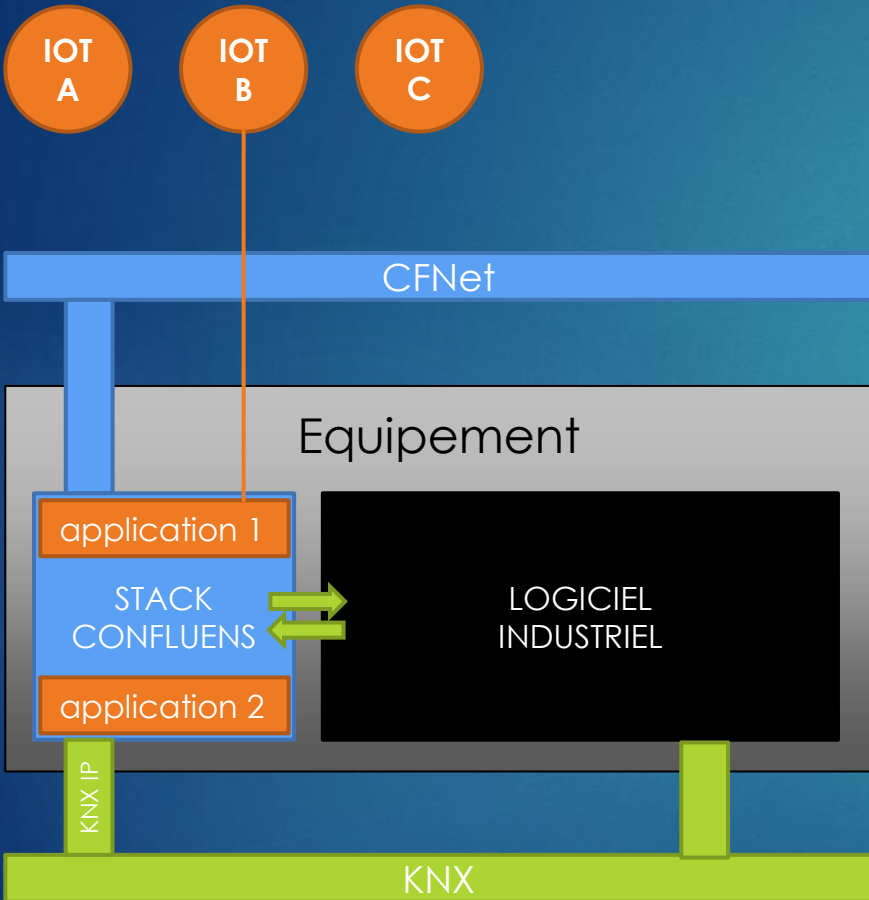 IOT
A
IOT
B
IOT
C
CFNet
Equipement
application 1
STACK
CONFLUENS
LOGICIEL
INDUSTRIEL
application 2
KNX IP
KNX